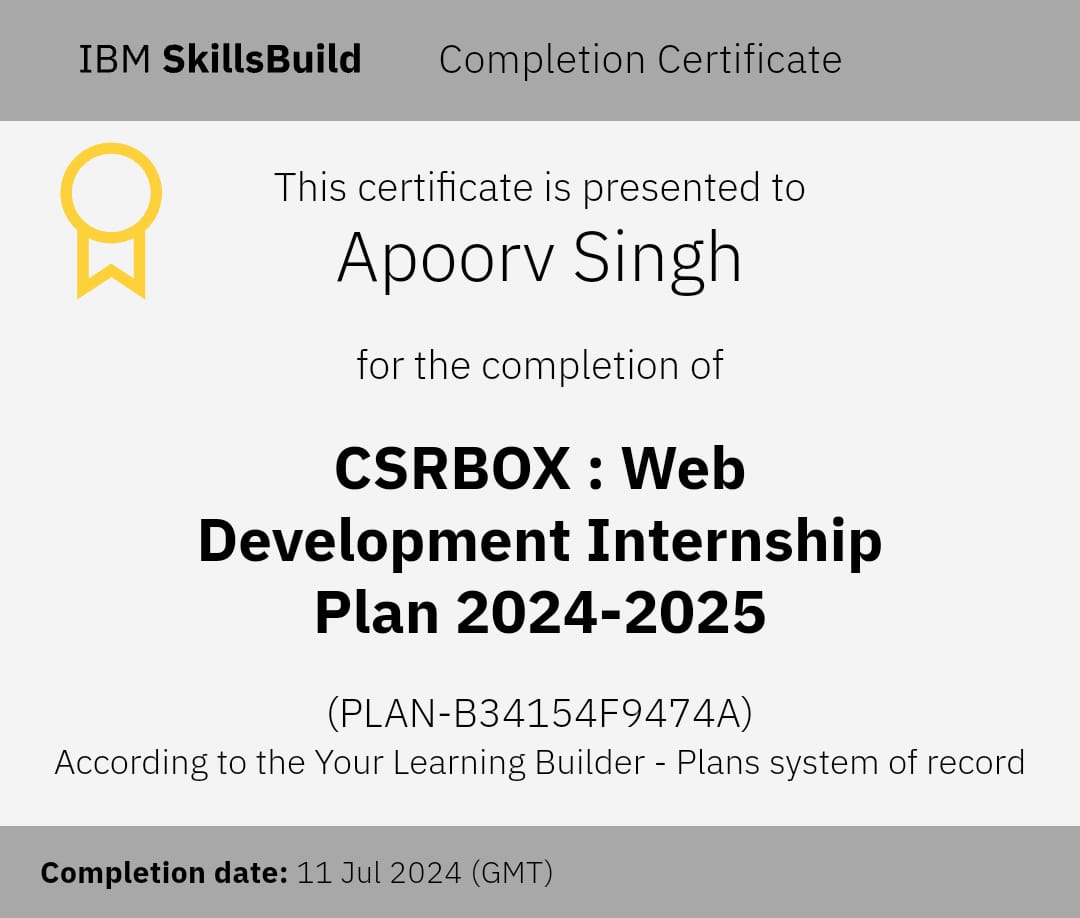 IBM SkillsBuild Completion Certificate
This certificate is presented to
Apoorv Singh
for the completion of
CSRBOX : Web
Development Internship
Plan 2024-2025
(PLAN-B34154F9474A)
According to the Your Learning Builder - Plans system of record
Completion date: 11 Jul 2024 (GMT)